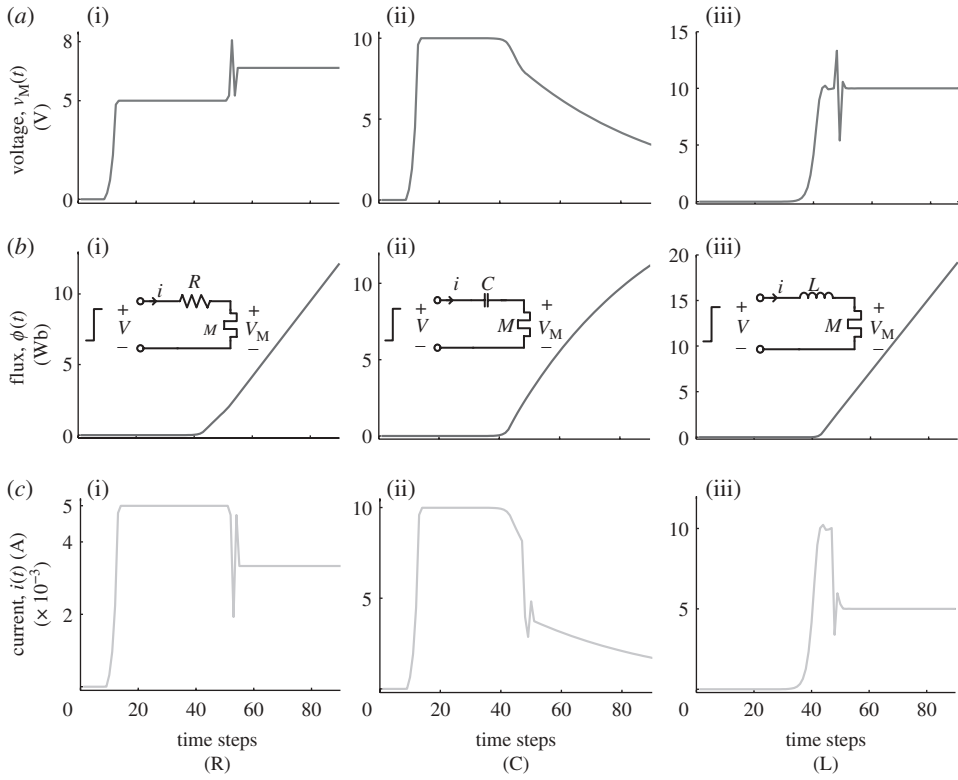 (a) (i) (ii) (iii)
voltage, vM(t)
(V)
8
5
0
10
5
0
15
10
5
0
(b) (i) (ii) (iii)
flux, ϕ(t)
(Wb)
10
5
0
i R
+ V −
M
+ VM −
10
5
0
i C
+ V −
M
+ VM −
20
15
10
5
0
i L
+ V −
M
+ VM −
(c) (i) (ii) (iii)
current, i(t) (A)
(× 10−3)
5
4
2
10
5
10
5
0 20 40 60 80
0 20 40 60 80
0 20 40 60 80
time steps time steps time steps
(R) (C) (L)